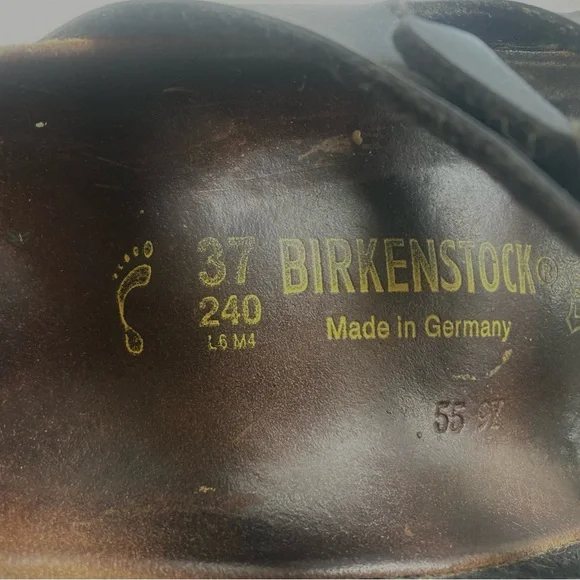 37 BIRKENSTOCK®
240 Made in Germany
L6 M4
55